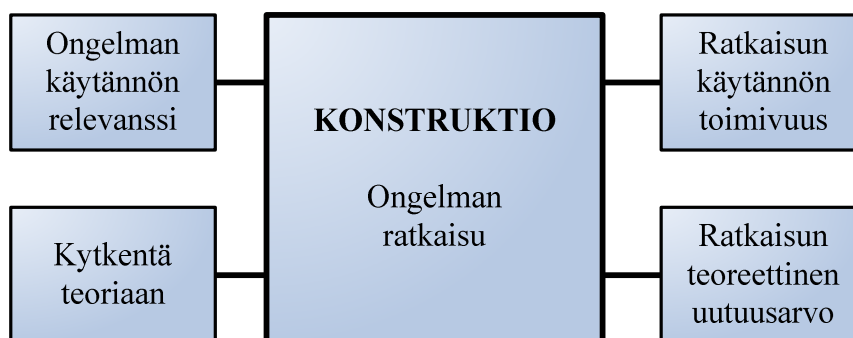 Ongelman
käytännön
relevanssi
Kytkentä
teoriaan
KONSTRUKTIO
Ongelman
ratkaisu
Ratkaisun
käytännön
toimivuus
Ratkaisun
teoreettinen
uutuusarvo